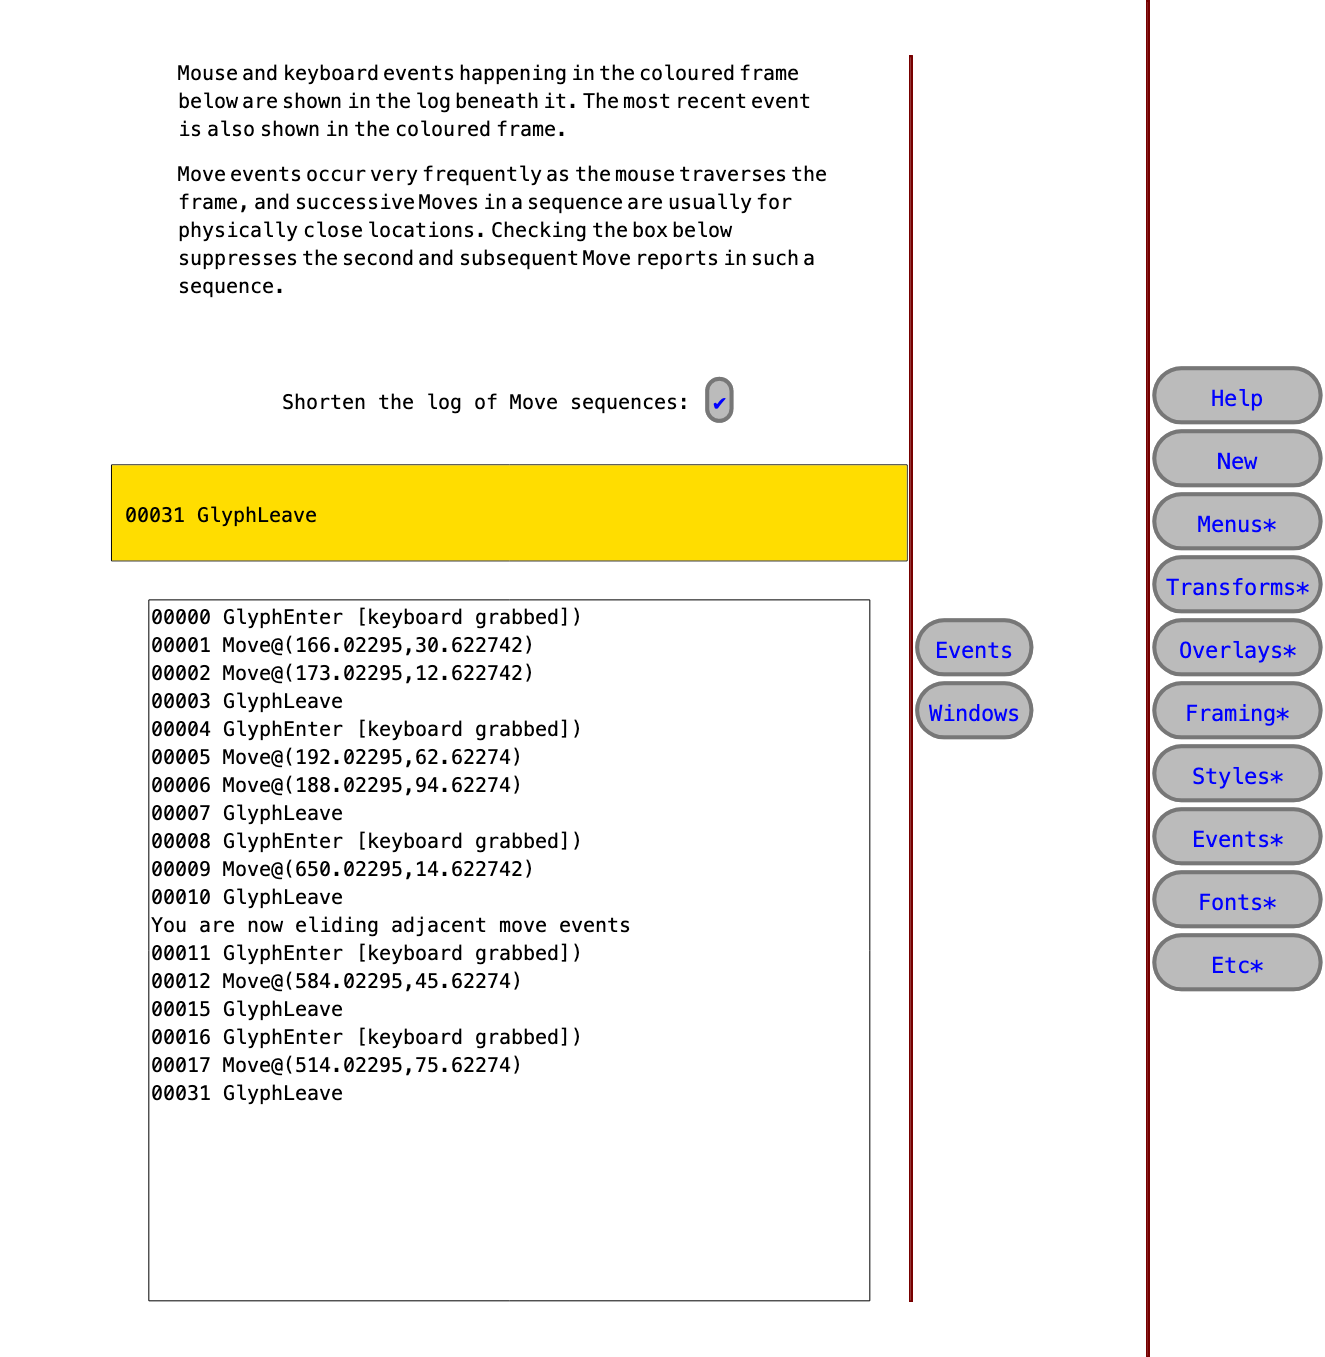 Mouse and keyboard events happening in the coloured frame
below are shown in the log beneath it. The most recent event
is also shown in the coloured frame.
Move events occur very frequently as the mouse traverses the
frame, and successive Moves in a sequence are usually for
physically close locations. Checking the box below
suppresses the second and subsequent Move reports in such a
sequence.
Shorten the log of Move sequences: ✔
00031 GlyphLeave
00000 GlyphEnter [keyboard grabbed])
00001 Move@(166.02295,30.622742)
00002 Move@(173.02295,12.622742)
00003 GlyphLeave
00004 GlyphEnter [keyboard grabbed])
00005 Move@(192.02295,62.62274)
00006 Move@(188.02295,94.62274)
00007 GlyphLeave
00008 GlyphEnter [keyboard grabbed])
00009 Move@(650.02295,14.622742)
00010 GlyphLeave
You are now eliding adjacent move events
00011 GlyphEnter [keyboard grabbed])
00012 Move@(584.02295,45.62274)
00015 GlyphLeave
00016 GlyphEnter [keyboard grabbed])
00017 Move@(514.02295,75.62274)
00031 GlyphLeave
Events
Windows
Help
New
Menus*
Transforms*
Overlays*
Framing*
Styles*
Events*
Fonts*
Etc*